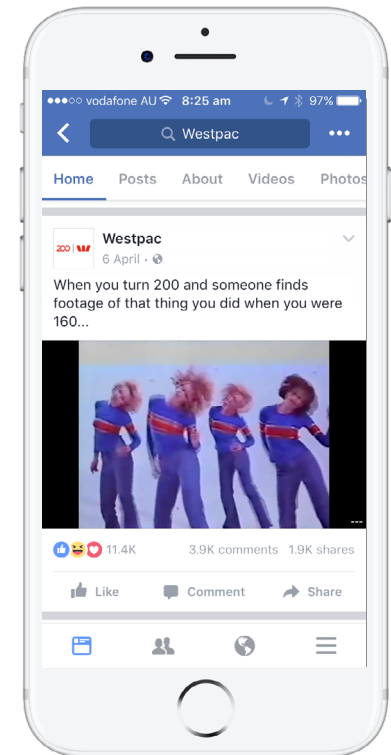 vodafone AU 8:25 am 97%
Westpac
Home Posts About Videos Photos
200 Westpac
6 April
When you turn 200 and someone finds
footage of that thing you did when you were
160...
11.4K 3.9K comments 1.9K shares
Like Comment Share